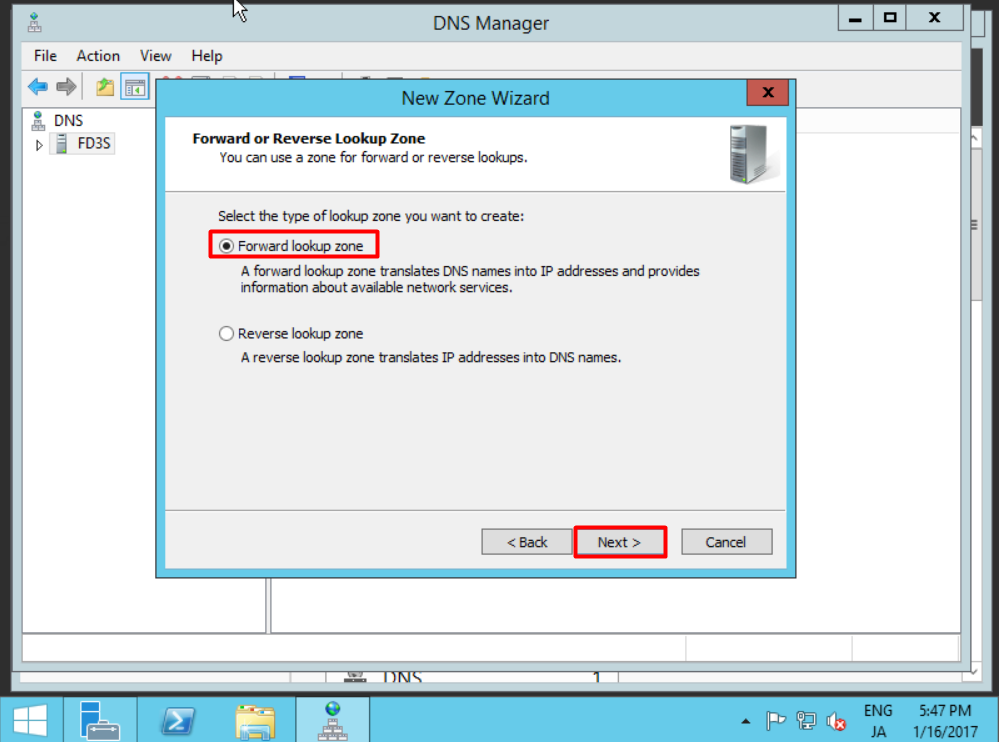 DNS Manager
File Action View Help
DNS
FD3S
New Zone Wizard
Forward or Reverse Lookup Zone
You can use a zone for forward or reverse lookups.
Select the type of lookup zone you want to create:
Forward lookup zone
A forward lookup zone translates DNS names into IP addresses and provides
information about available network services.
Reverse lookup zone
A reverse lookup zone translates IP addresses into DNS names.
< Back Next > Cancel
DNS 1
ENG 5:47 PM
JA 1/16/2017